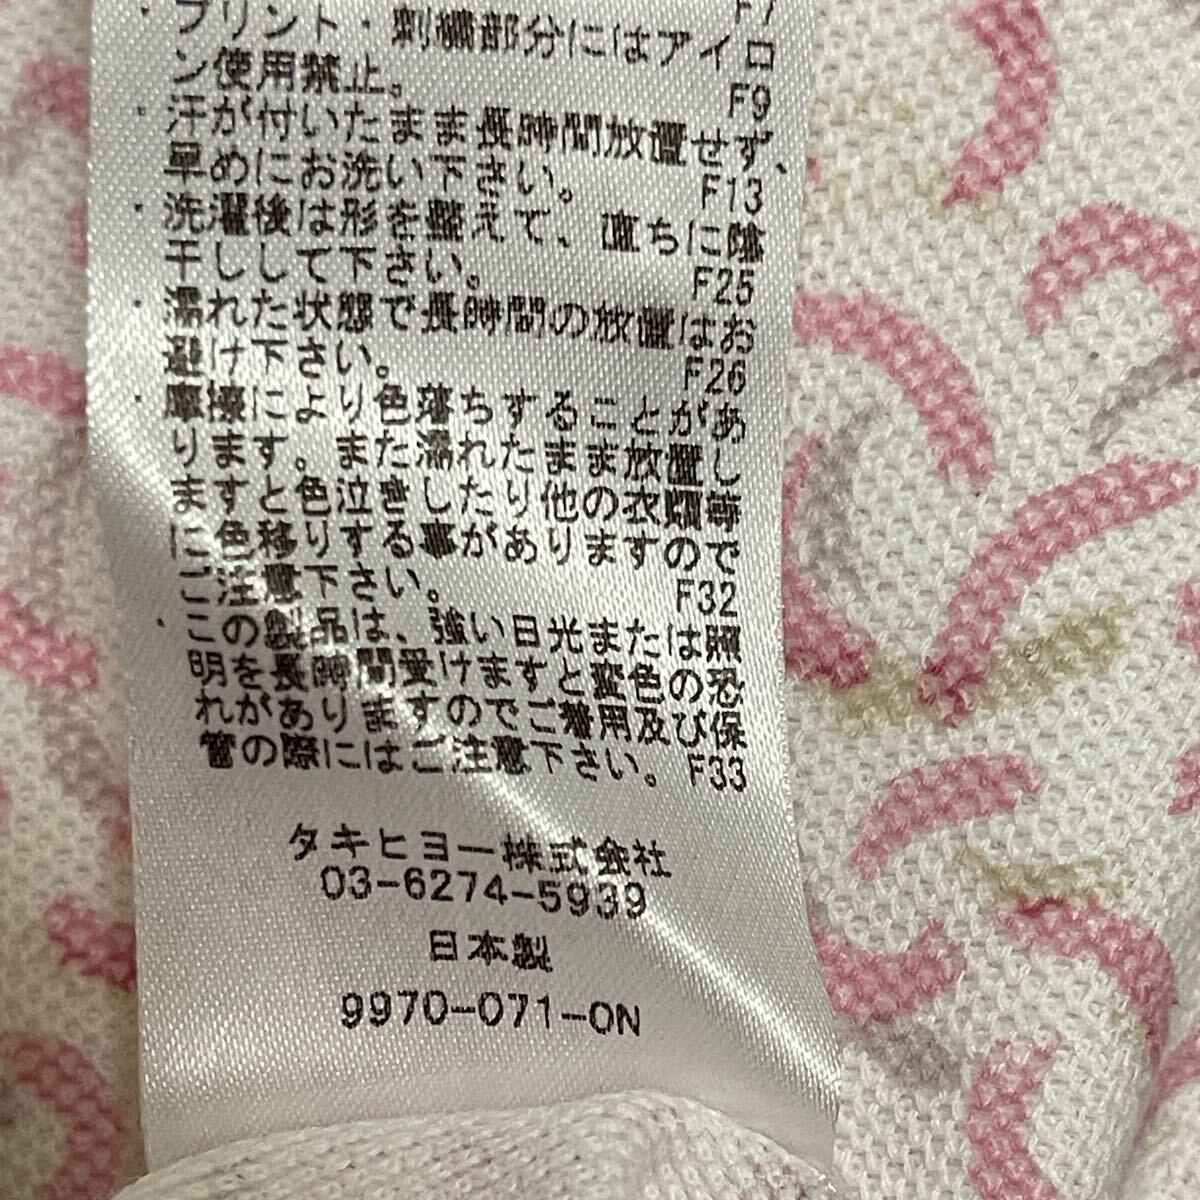 F7
・プリント・刺繍部分にはアイロ
ン使用禁止。 F9
・汗が付いたまま長時間放置せず、
早めにお洗い下さい。 F13
・洗濯後は形を整えて、直ちに陰
干しして下さい。 F25
・濡れた状態で長時間の放置はお
避け下さい。 F26
・摩擦により色落ちすることがあ
ります。また濡れたまま放置し
ますと色泣きしたり他の衣類等
に色移りする事がありますので
ご注意下さい。 F32
・この製品は、強い日光または照
明を長時間受けますと変色の恐
れがありますのでご着用及び保
管の際にはご注意下さい。 F33
タキヒヨー株式会社
03-6274-5939
日本製
9970-071-0N